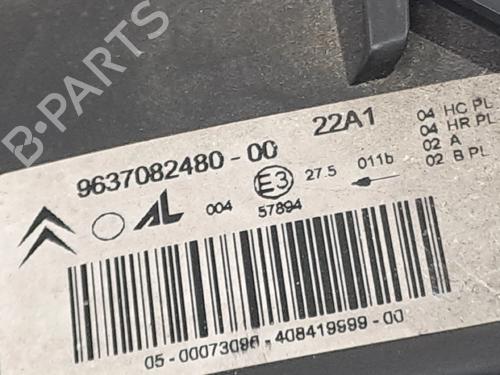 B-PARTS
9637082480-00
22A1
04 HC PL
04 HR PL
02 A
02 B PL
AL
004
E3
27.5
011b
57894
05-00073096-408419999-00